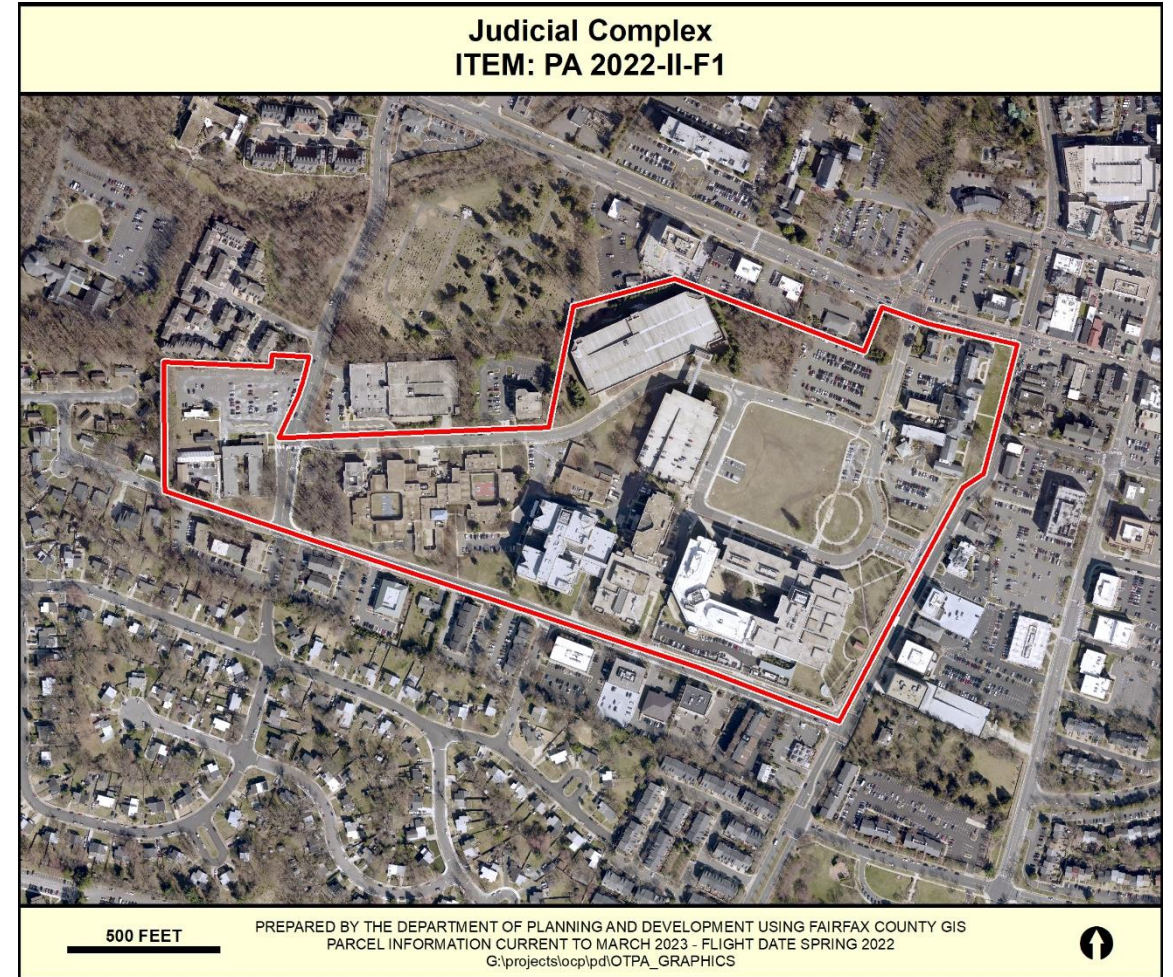 Judicial Complex
ITEM: PA 2022-II-F1
500 FEET
PREPARED BY THE DEPARTMENT OF PLANNING AND DEVELOPMENT USING FAIRFAX COUNTY GIS
PARCEL INFORMATION CURRENT TO MARCH 2023 - FLIGHT DATE SPRING 2022
G:\projects\ocp\pd\OTPA_GRAPHICS